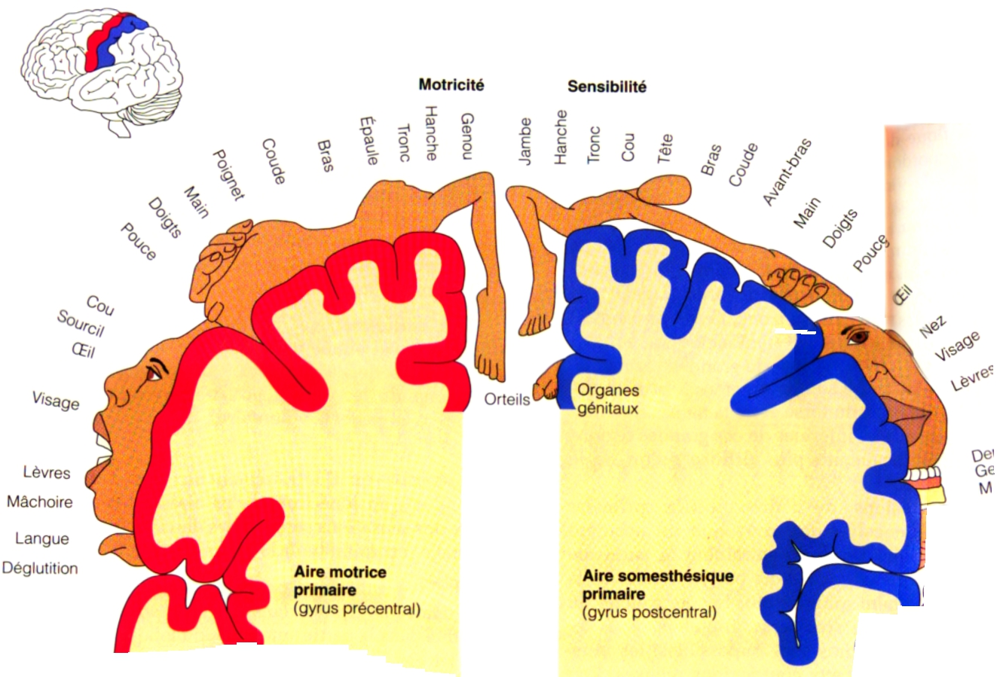 Motricité
Sensibilité
Pouce
Doigts
Main
Poignet
Coude
Bras
Épaule
Tronc
Hanche
Genou
Jambe
Hanche
Tronc
Cou
Tête
Bras
Coude
Avant-bras
Main
Doigts
Pouce
Œil
Nez
Visage
Lèvres
Cou
Sourcil
Œil
Visage
Lèvres
Mâchoire
Langue
Déglutition
Orteils
Organes
génitaux
Aire motrice
primaire
(gyrus précentral)
Aire somesthésique
primaire
(gyrus postcentral)